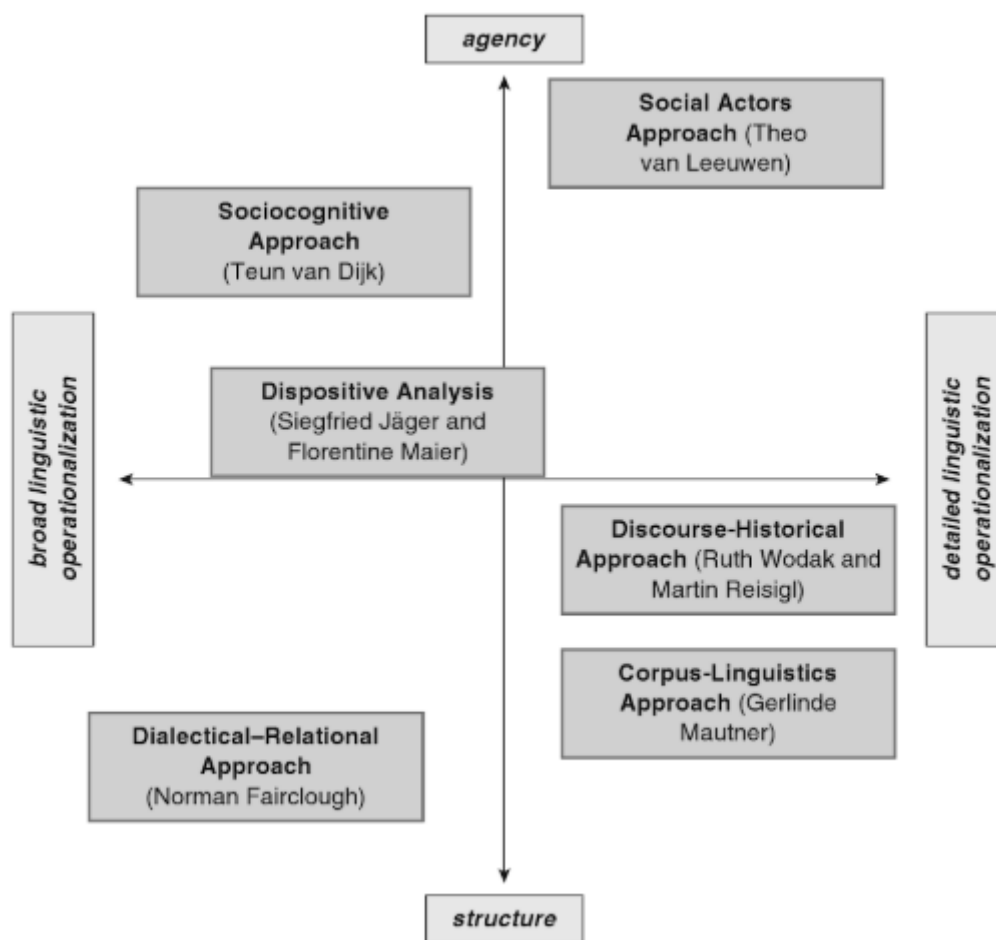 agency
Social Actors
Approach (Theo
van Leeuwen)
Sociocognitive
Approach
(Teun van Dijk)
broad linguistic
operationalization
detailed linguistic
operationalization
Dispositive Analysis
(Siegfried Jäger and
Florentine Maier)
Discourse-Historical
Approach (Ruth Wodak and
Martin Reisigl)
Corpus-Linguistics
Approach (Gerlinde
Mautner)
Dialectical–Relational
Approach
(Norman Fairclough)
structure